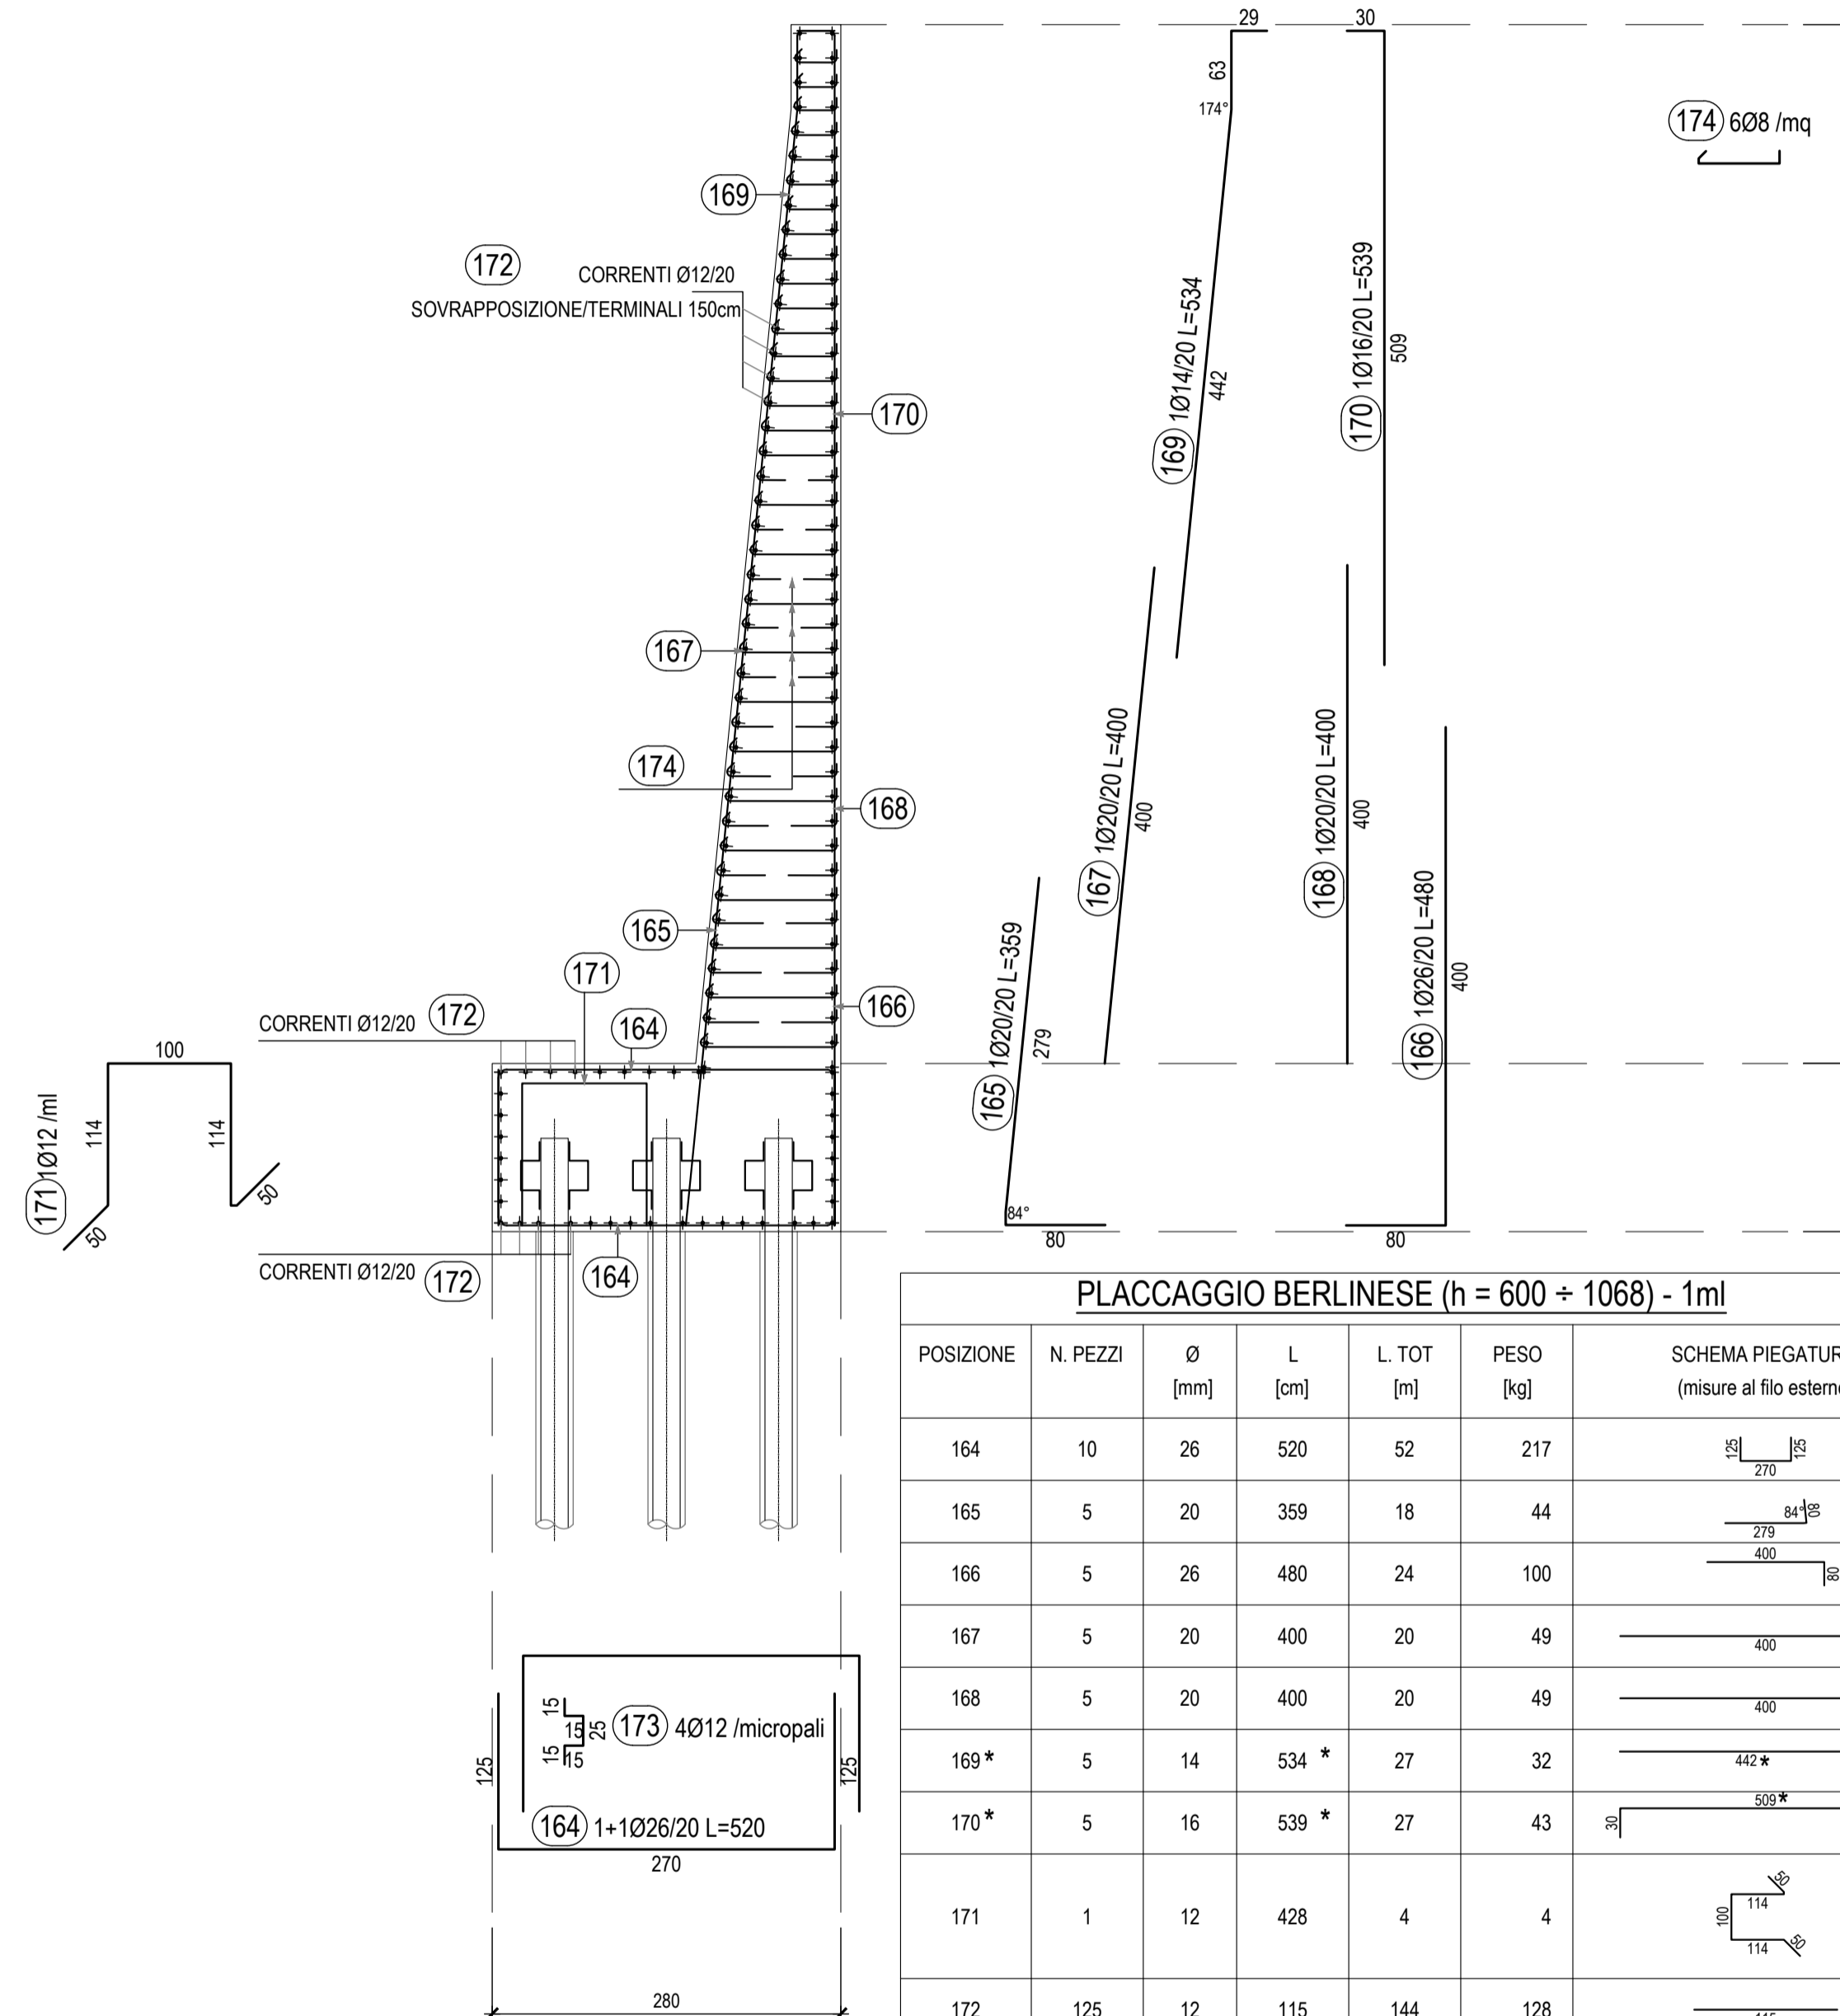 29
30
63
174°
174 6Ø8 /mq
169
172
CORRENTI Ø12/20
SOVRAPPOSIZIONE/TERMINALI 150cm
169 1Ø14/20 L=534
442
170 1Ø16/20 L=539
509
170
167
174
168
167 1Ø20/20 L=400
400
168 1Ø20/20 L=400
400
166 1Ø26/20 L=480
400
165
171
165 1Ø20/20 L=359
279
166
CORRENTI Ø12/20 172
164
100
171 1Ø12 /ml
114
114
50
50
84°
80
80
CORRENTI Ø12/20 172
164
PLACCAGGIO BERLINESE (h = 600 ÷ 1068) - 1ml
POSIZIONE N. PEZZI Ø [mm] L [cm] L. TOT [m] PESO [kg] SCHEMA PIEGATUR
(misure al filo esterno
164 10 26 520 52 217 125 270 125
165 5 20 359 18 44 279 84° 80
166 5 26 480 24 100 400 80
167 5 20 400 20 49 400
168 5 20 400 20 49 400
169* 5 14 534 * 27 32 442*
170* 5 16 539 * 27 43 30 509*
171 1 12 428 4 4 100 114 50 114 50
172 125 12 115 144 128 115
15
15
25
173 4Ø12 /micropali
15
15
125
125
164 1+1Ø26/20 L=520
270
280